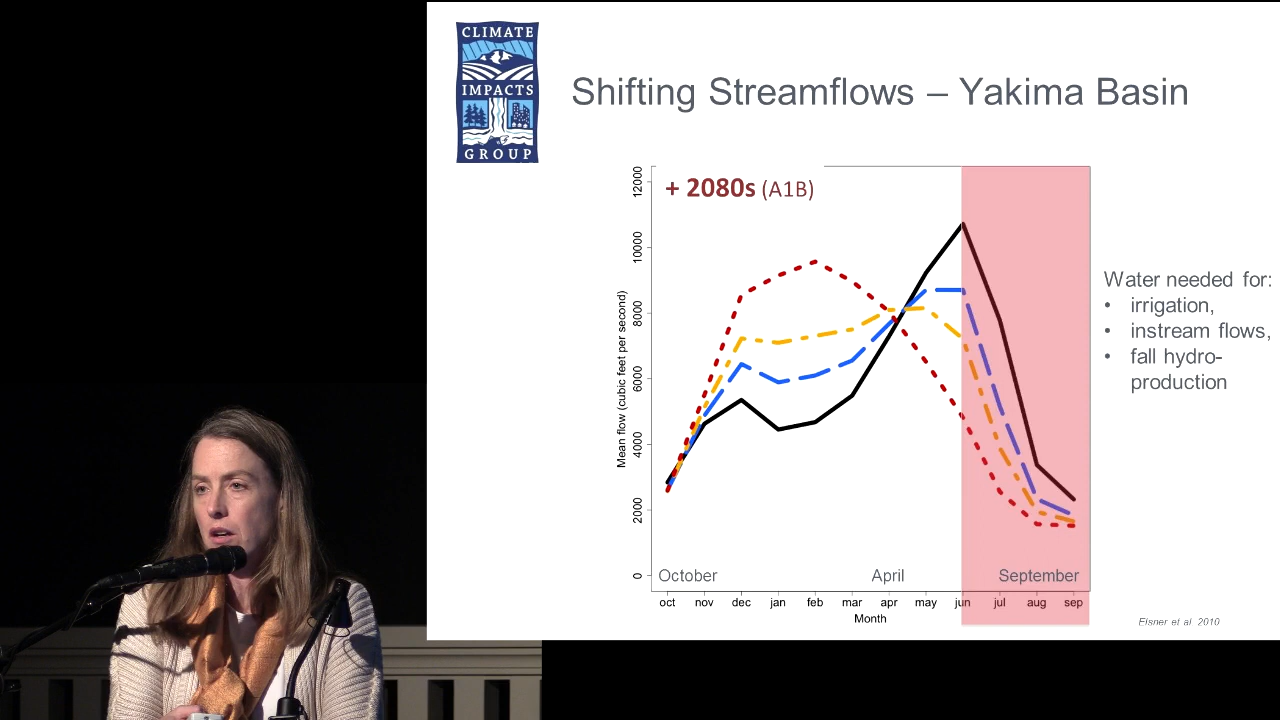 CLIMATE
IMPACTS
GROUP
Shifting Streamflows – Yakima Basin
+ 2080s (A1B)
12000
10000
8000
6000
4000
2000
0
Mean flow (cubic feet per second)
October
April
September
oct nov dec jan feb mar apr may jun jul aug sep
Month
Water needed for:
• irrigation,
• instream flows,
• fall hydro-
production
Elsner et al 2010